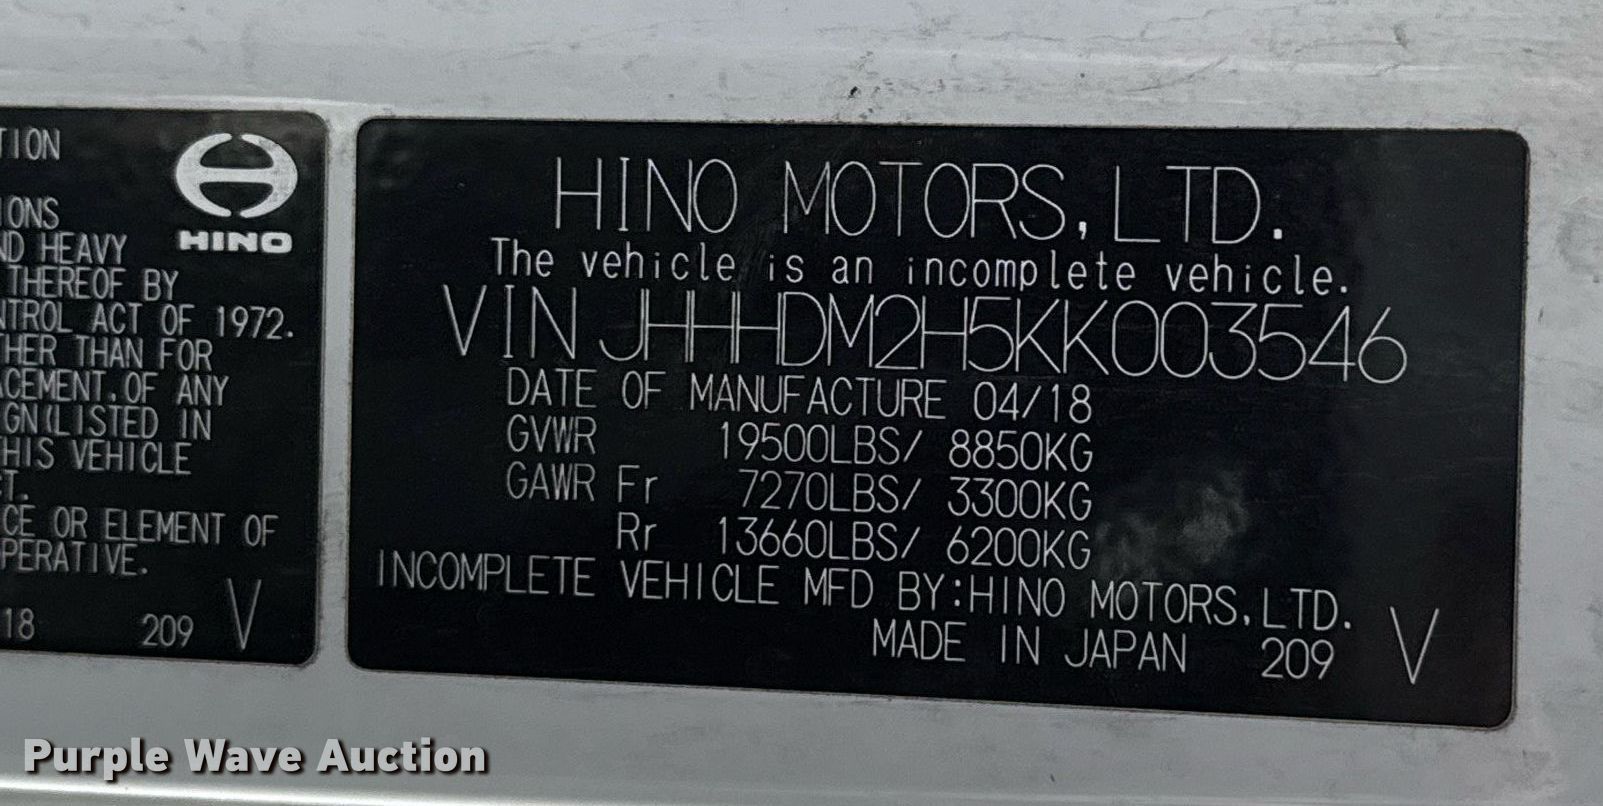 TION
HINO
IONS
ND HEAVY
THEREOF BY
NTROL ACT OF 1972.
THER THAN FOR
ACEMENT,OF ANY
GN(LISTED IN
HIS VEHICLE
T.
CE OR ELEMENT OF
PERATIVE.
18 209 V
HINO MOTORS,LTD.
The vehicle is an incomplete vehicle.
VIN JHHHDM2H5KK003546
DATE OF MANUFACTURE 04/18
GVWR 19500LBS/ 8850KG
GAWR Fr 7270LBS/ 3300KG
Rr 13660LBS/ 6200KG
INCOMPLETE VEHICLE MFD BY:HINO MOTORS,LTD.
MADE IN JAPAN 209 V
Purple Wave Auction